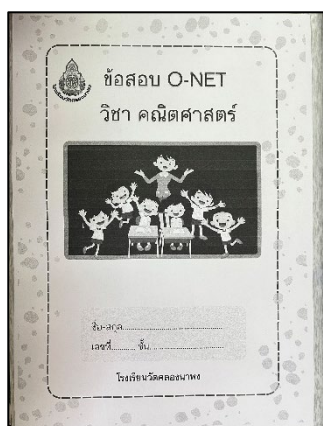 ข้อสอบ O-NET
วิชา คณิตศาสตร์
ชื่อ-สกุล
เลขที่.......... ชั้น
โรงเรียนวัดคลองนาพง